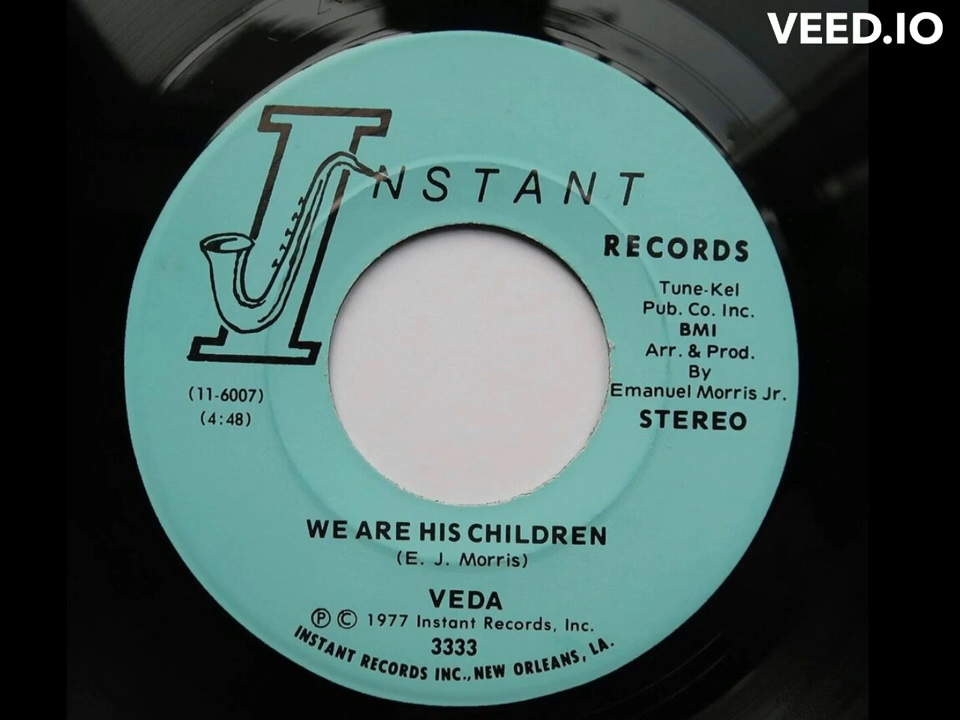 VEED.IO
INSTANT
RECORDS
Tune-Kel
Pub. Co. Inc.
BMI
Arr. & Prod.
By
Emanuel Morris Jr.
STEREO
(11-6007)
(4:48)
WE ARE HIS CHILDREN
(E. J. Morris)
VEDA
Ⓟ © 1977 Instant Records, Inc.
3333
INSTANT RECORDS INC., NEW ORLEANS, LA.